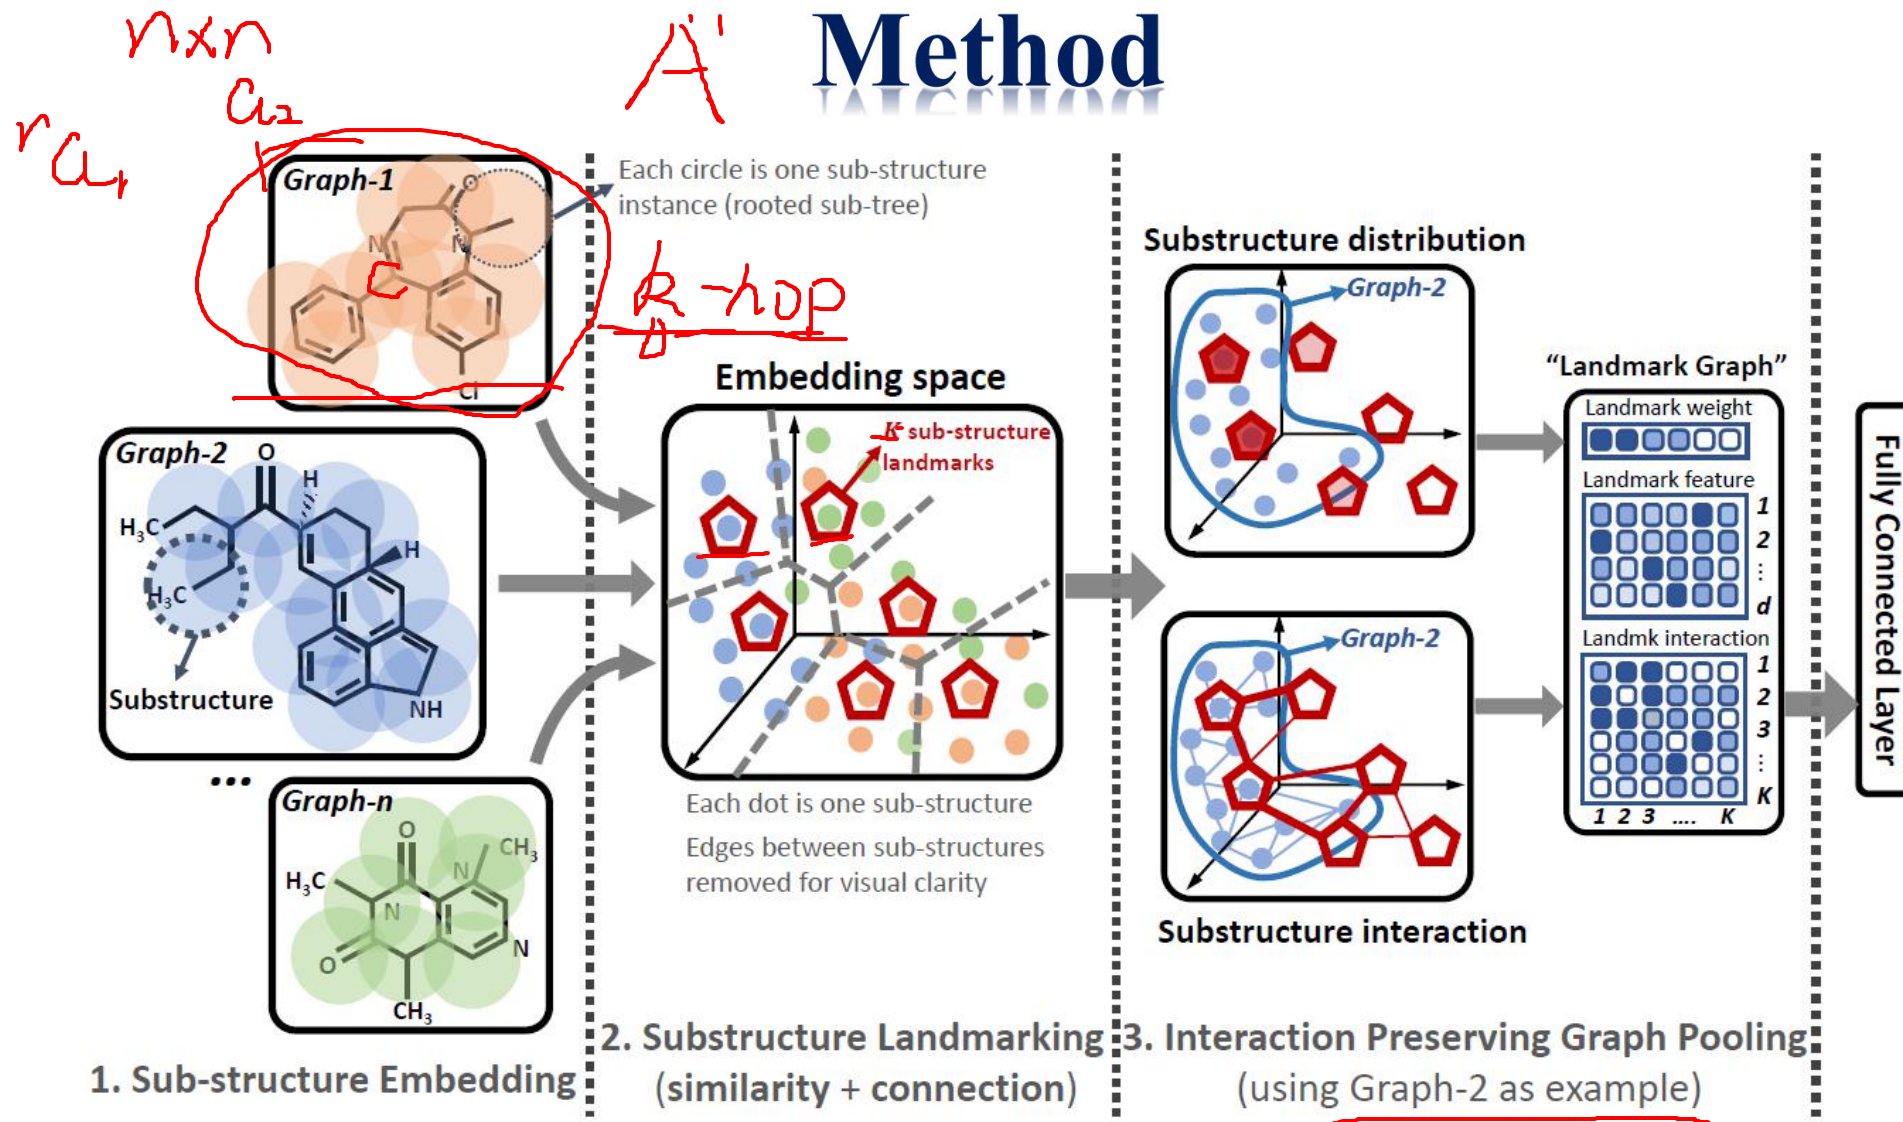 Method
n×n
a2
r a1
A'
Graph-1
O
N
N
C
Cl
Each circle is one sub-structure
instance (rooted sub-tree)
k-hop
Graph-2
O
H
H₃C
H
H₃C
NH
Substructure
...
Graph-n
O
CH₃
H₃C
N
N
O
N
CH₃
1. Sub-structure Embedding
Embedding space
K sub-structure
landmarks
Each dot is one sub-structure
Edges between sub-structures
removed for visual clarity
2. Substructure Landmarking
(similarity + connection)
Substructure distribution
Graph-2
Graph-2
Substructure interaction
3. Interaction Preserving Graph Pooling
(using Graph-2 as example)
“Landmark Graph”
Landmark weight
Landmark feature
1
2
⋮
d
Landmk interaction
1
2
3
⋮
K
1 2 3 .... K
Fully Connected Layer